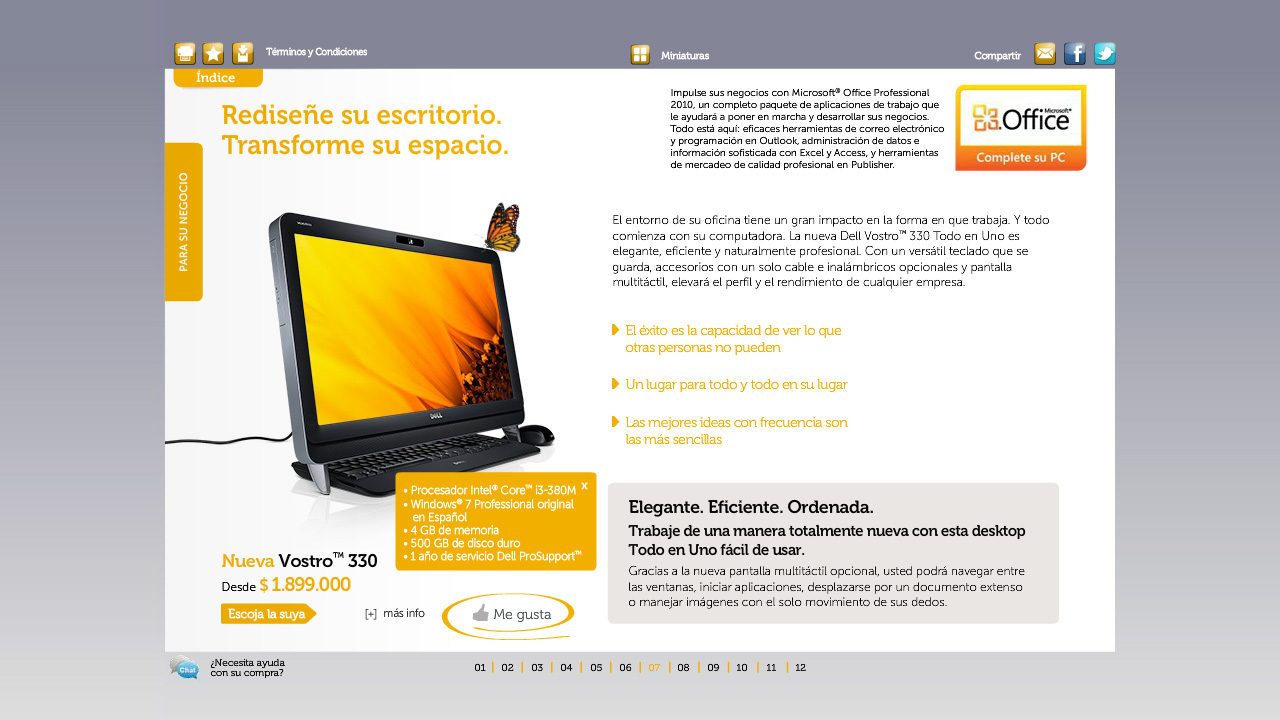 Términos y Condiciones
Miniaturas
Compartir
Índice
Rediseñe su escritorio.
Transforme su espacio.
Impulse sus negocios con Microsoft® Office Professional
2010, un completo paquete de aplicaciones de trabajo que
le ayudará a poner en marcha y desarrollar sus negocios.
Todo está aquí: eficaces herramientas de correo electrónico
y programación en Outlook, administración de datos e
información sofisticada con Excel y Access, y herramientas
de mercadeo de calidad profesional en Publisher.
Microsoft®
Office
Complete su PC
PARA SU NEGOCIO
El entorno de su oficina tiene un gran impacto en la forma en que trabaja. Y todo
comienza con su computadora. La nueva Dell Vostro™ 330 Todo en Uno es
elegante, eficiente y naturalmente profesional. Con un versátil teclado que se
guarda, accesorios con un solo cable e inalámbricos opcionales y pantalla
multitáctil, elevará el perfil y el rendimiento de cualquier empresa.
El éxito es la capacidad de ver lo que
otras personas no pueden
Un lugar para todo y todo en su lugar
Las mejores ideas con frecuencia son
las más sencillas
DELL
• Procesador Intel® Core™ i3-380M
x
• Windows® 7 Professional original
en Español
• 4 GB de memoria
• 500 GB de disco duro
• 1 año de servicio Dell ProSupport™
Nueva Vostro™ 330
Desde $ 1.899.000
Escoja la suya
[+] más info
Me gusta
Elegante. Eficiente. Ordenada.
Trabaje de una manera totalmente nueva con esta desktop
Todo en Uno fácil de usar.
Gracias a la nueva pantalla multitáctil opcional, usted podrá navegar entre
las ventanas, iniciar aplicaciones, desplazarse por un documento extenso
o manejar imágenes con el solo movimiento de sus dedos:
Chat
¿Necesita ayuda
con su compra?
01 | 02 | 03 | 04 | 05 | 06 | 07 | 08 | 09 | 10 | 11 | 12